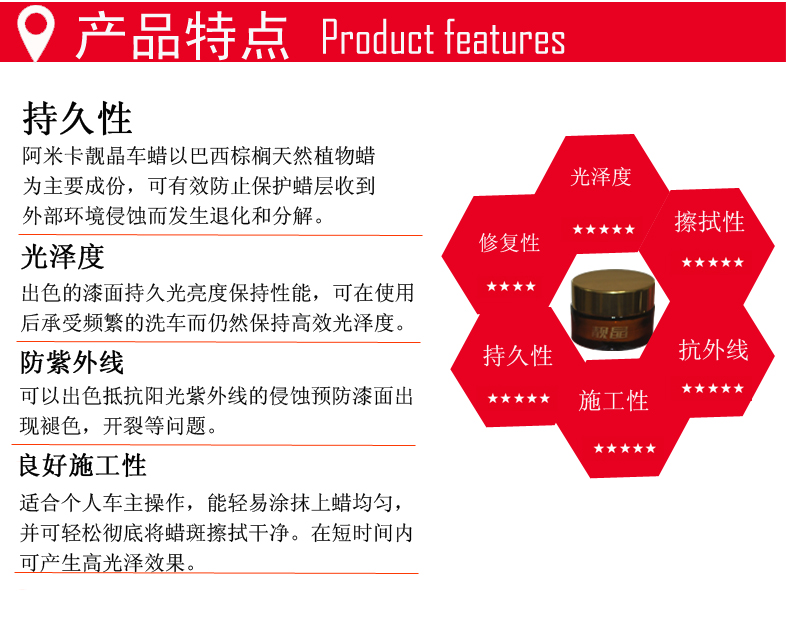 产品特点 Product features
持久性
阿米卡靓晶车蜡以巴西棕榈天然植物蜡
为主要成份，可有效防止保护蜡层收到
外部环境侵蚀而发生退化和分解。
光泽度
出色的漆面持久光亮度保持性能，可在使用
后承受频繁的洗车而仍然保持高效光泽度。
防紫外线
可以出色抵抗阳光紫外线的侵蚀预防漆面出
现褪色，开裂等问题。
良好施工性
适合个人车主操作，能轻易涂抹上蜡均匀，
并可轻松彻底将蜡斑擦拭干净。在短时间内
可产生高光泽效果。
光泽度
★★★★★
擦拭性
★★★★★
修复性
★★★★
靓晶
持久性
★★★★★
抗外线
★★★★★
施工性
★★★★★